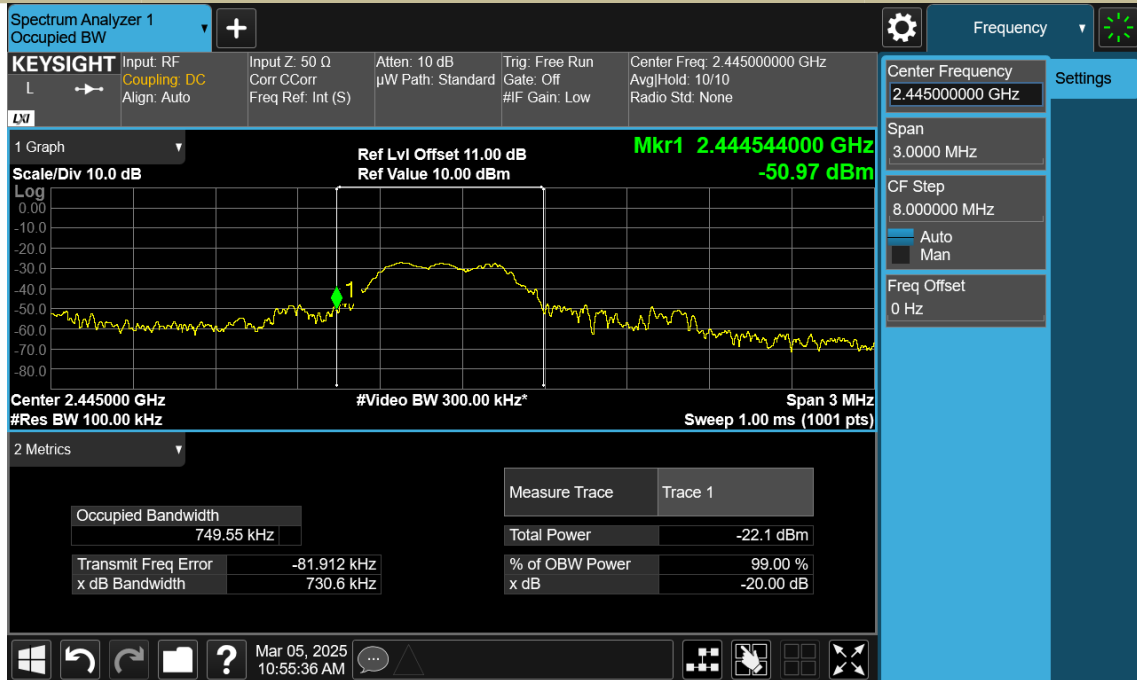 Spectrum Analyzer 1
Occupied BW
+
Frequency
KEYSIGHT
L
LXI
Input: RF
Coupling: DC
Align: Auto
Input Z: 50 Ω
Corr CCorr
Freq Ref: Int (S)
Atten: 10 dB
µW Path: Standard
Trig: Free Run
Gate: Off
#IF Gain: Low
Center Freq: 2.445000000 GHz
Avg|Hold: 10/10
Radio Std: None
Center Frequency
2.445000000 GHz
Settings
Span
3.0000 MHz
CF Step
8.000000 MHz
Auto
Man
Freq Offset
0 Hz
1 Graph
Scale/Div 10.0 dB
Ref Lvl Offset 11.00 dB
Ref Value 10.00 dBm
Mkr1 2.444544000 GHz
-50.97 dBm
Log
0.00
-10.0
-20.0
-30.0
-40.0
-50.0
-60.0
-70.0
-80.0
1
Center 2.445000 GHz
#Res BW 100.00 kHz
#Video BW 300.00 kHz*
Span 3 MHz
Sweep 1.00 ms (1001 pts)
2 Metrics
Measure Trace Trace 1
Occupied Bandwidth
749.55 kHz
Total Power -22.1 dBm
Transmit Freq Error -81.912 kHz
% of OBW Power 99.00 %
x dB Bandwidth 730.6 kHz
x dB -20.00 dB
?
Mar 05, 2025
10:55:36 AM